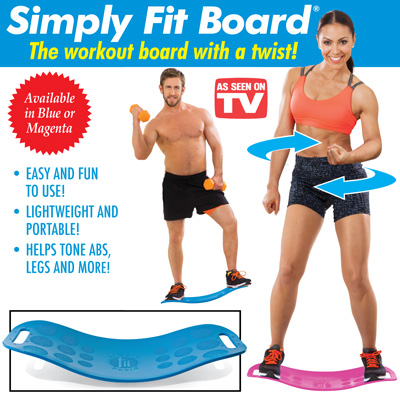 Simply Fit Board®
The workout board with a twist!
Available
in Blue or
Magenta
AS SEEN ON
TV
• EASY AND FUN
TO USE!
• LIGHTWEIGHT AND
PORTABLE!
• HELPS TONE ABS,
LEGS AND MORE!
fit